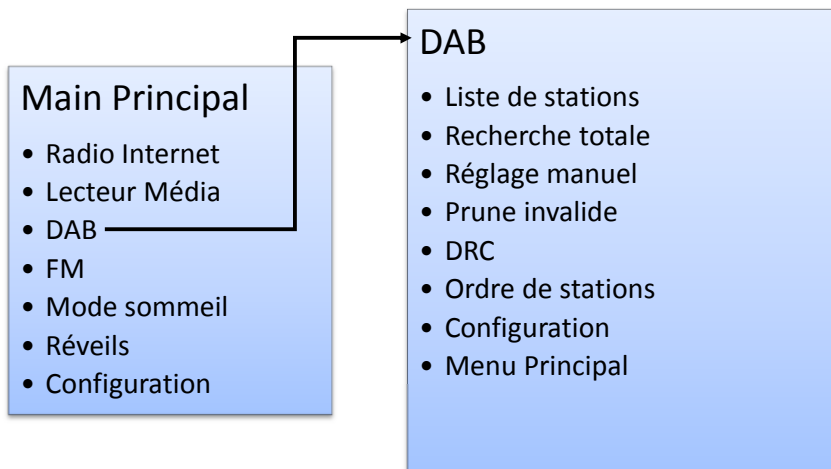 Main Principal
• Radio Internet
• Lecteur Média
• DAB
• FM
• Mode sommeil
• Réveils
• Configuration
DAB
• Liste de stations
• Recherche totale
• Réglage manuel
• Prune invalide
• DRC
• Ordre de stations
• Configuration
• Menu Principal